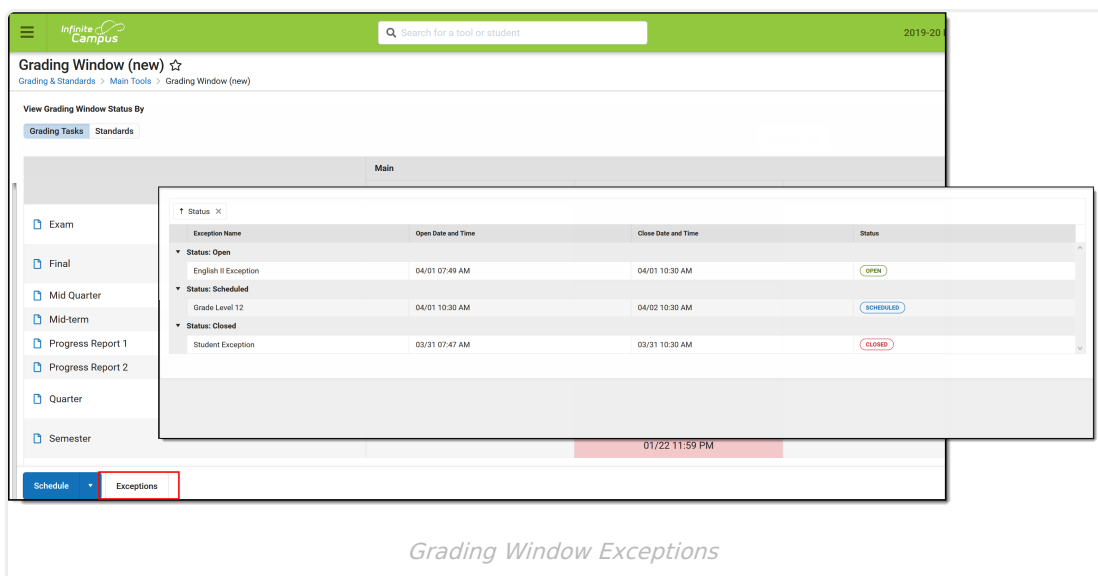 Infinite Campus
Search for a tool or student
2019-20
Grading Window (new)
Grading & Standards > Main Tools > Grading Window (new)
View Grading Window Status By
Grading Tasks Standards
Main
Exam
Final
Mid Quarter
Mid-term
Progress Report 1
Progress Report 2
Quarter
Semester
↑ Status ✕
Exception Name Open Date and Time Close Date and Time Status
Status: Open
English II Exception 04/01 07:49 AM 04/01 10:30 AM OPEN
Status: Scheduled
Grade Level 12 04/01 10:30 AM 04/02 10:30 AM SCHEDULED
Status: Closed
Student Exception 03/31 07:47 AM 03/31 10:30 AM CLOSED
01/22 11:59 PM
Schedule Exceptions
Grading Window Exceptions